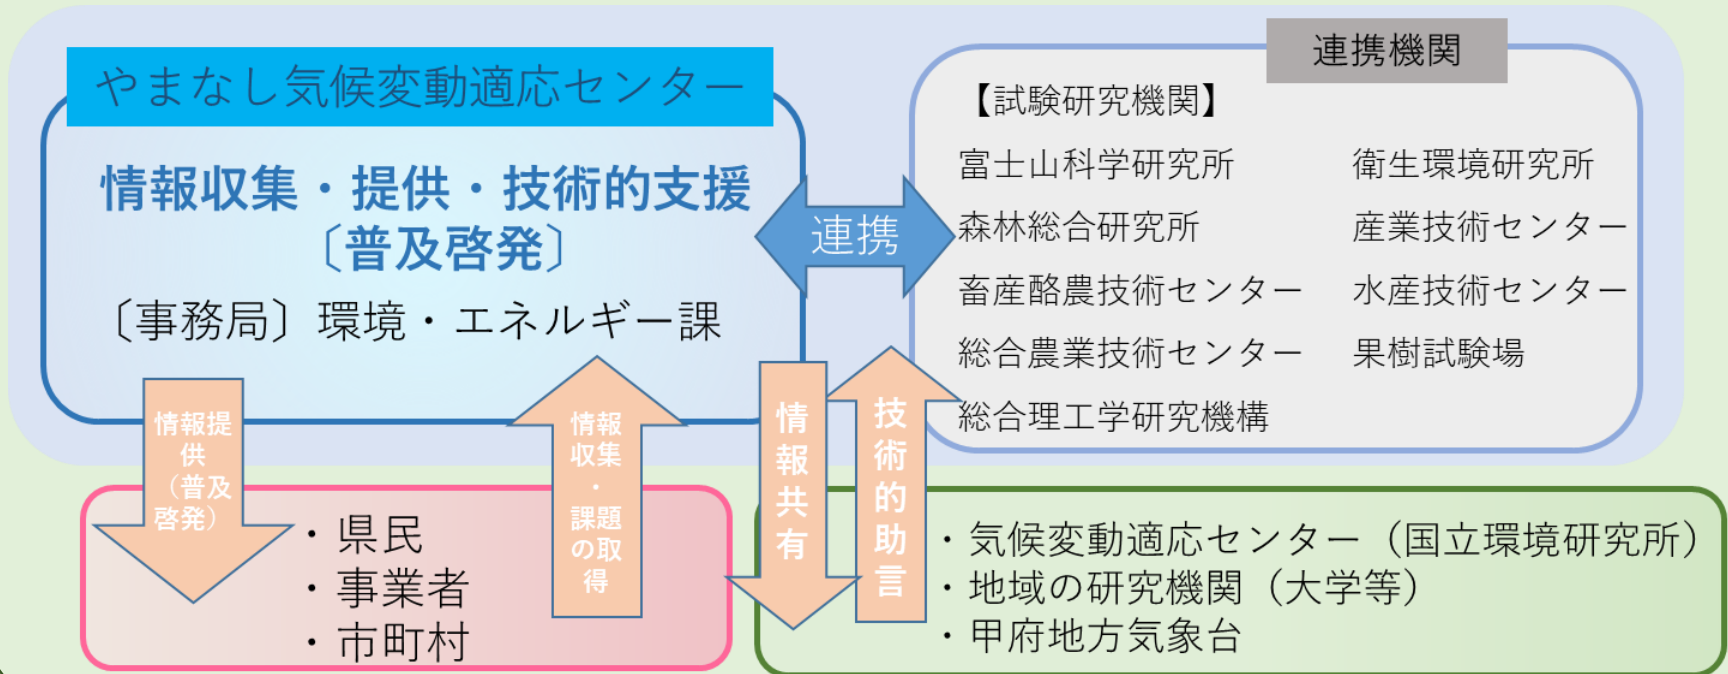 やまなし気候変動適応センター
情報収集・提供・技術的支援
〔普及啓発〕
〔事務局〕環境・エネルギー課
連携
連携機関
【試験研究機関】
富士山科学研究所
衛生環境研究所
森林総合研究所
産業技術センター
畜産酪農技術センター
水産技術センター
総合農業技術センター
果樹試験場
総合理工学研究機構
情報提
供
（普及
啓発）
情報
収集
・
課題
の取
得
情報共有
技術的助言
・県民
・事業者
・市町村
・気候変動適応センター（国立環境研究所）
・地域の研究機関（大学等）
・甲府地方気象台